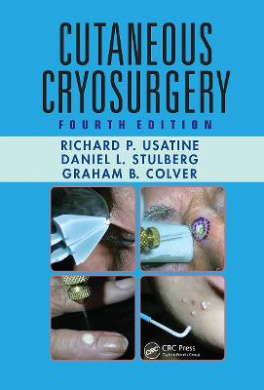 CUTANEOUS
CRYOSURGERY
FOURTH EDITION
RICHARD P. USATINE
DANIEL L. STULBERG
GRAHAM B. COLVER
CRC Press
Taylor & Francis Group